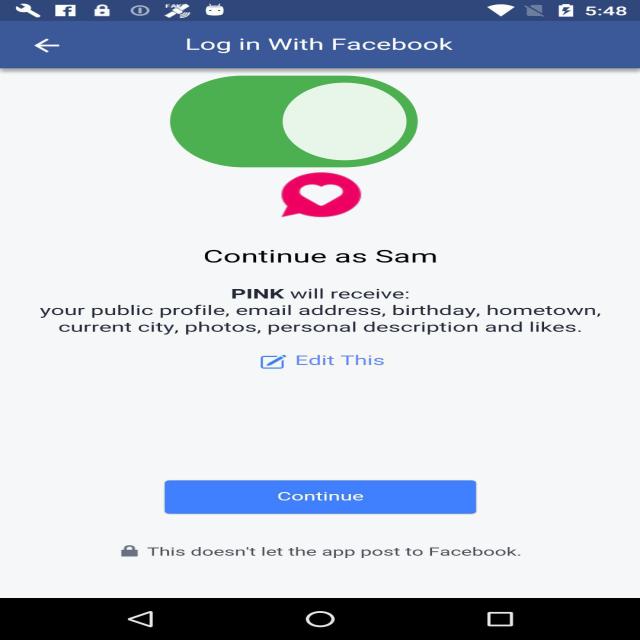 5:48
Log in With Facebook
Continue as Sam
PINK will receive:
your public profile, email address, birthday, hometown,
current city, photos, personal description and likes.
Edit This
Continue
This doesn't let the app post to Facebook.